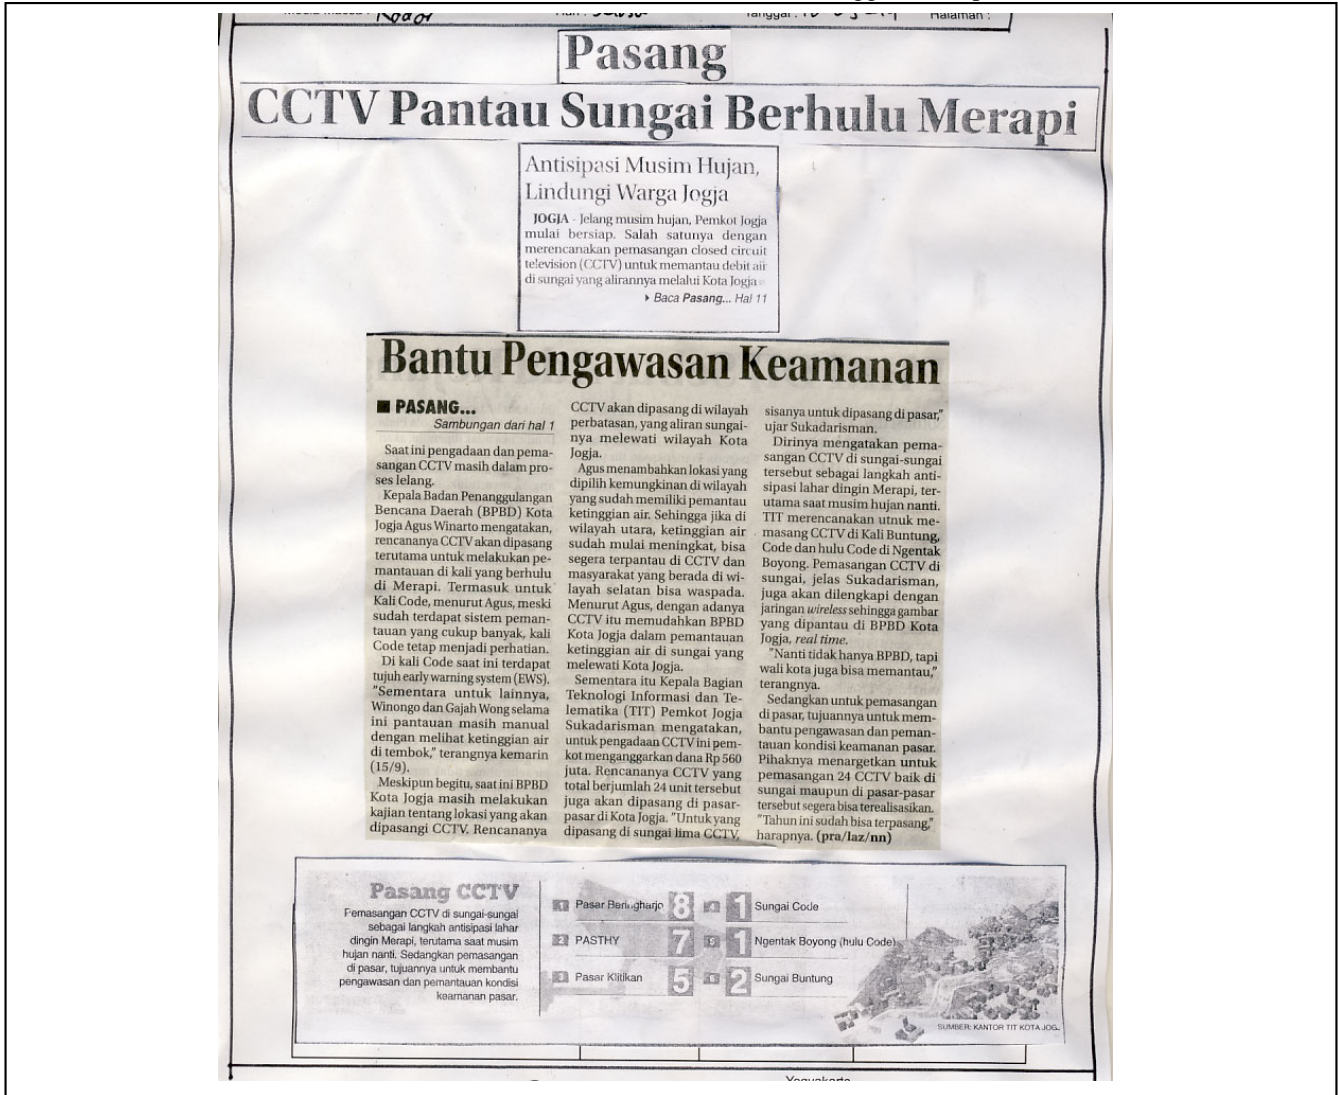 Pasang
CCTV Pantau Sungai Berhulu Merapi
Antisipasi Musim Hujan,
Lindungi Warga Jogja
JOGJA - Jelang musim hujan, Pemkot Jogja
mulai bersiap. Salah satunya dengan
merencanakan pemasangan closed circuit
television (CCTV) untuk memantau debit air
di sungai yang alirannya melalui Kota Jogja
Baca Pasang... Hal 11
Bantu Pengawasan Keamanan
■ PASANG...
Sambungan dari hal 1
Saat ini pengadaan dan pema-
sangan CCTV masih dalam pro-
ses lelang.
Kepala Badan Penanggulangan
Bencana Daerah (BPBD) Kota
Jogja Agus Winarto mengatakan,
rencananya CCTV akan dipasang
terutama untuk melakukan pe-
mantauan di kali yang berhulu
di Merapi. Termasuk untuk
Kali Code, menurut Agus, meski
sudah terdapat sistem peman-
tauan yang cukup banyak, kali
Code tetap menjadi perhatian.
Di kali Code saat ini terdapat
tujuh early warning system (EWS).
"Sementara untuk lainnya,
Winongo dan Gajah Wong selama
ini pantauan masih manual
dengan melihat ketinggian air
di tembok," terangnya kemarin
(15/9).
Meskipun begitu, saat ini BPBD
Kota Jogja masih melakukan
kajian tentang lokasi yang akan
dipasangi CCTV. Rencananya
CCTV akan dipasang di wilayah
perbatasan, yang aliran sungai-
nya melewati wilayah Kota
Jogja.
Agus menambahkan lokasi yang
dipilih kemungkinan di wilayah
yang sudah memiliki pemantau
ketinggian air. Sehingga jika di
wilayah utara, ketinggian air
sudah mulai meningkat, bisa
segera terpantau di CCTV dan
masyarakat yang berada di wi-
layah selatan bisa waspada.
Menurut Agus, dengan adanya
CCTV itu memudahkan BPBD
Kota Jogja dalam pemantauan
ketinggian air di sungai yang
melewati Kota Jogja.
Sementara itu Kepala Bagian
Teknologi Informasi dan Te-
lematika (TIT) Pemkot Jogja
Sukadarisman mengatakan,
untuk pengadaan CCTV ini pem-
kot menganggarkan dana Rp 560
juta. Rencananya CCTV yang
total berjumlah 24 unit tersebut
juga akan dipasang di pasar-
pasar di Kota Jogja. "Untuk yang
dipasang di sungai lima CCTV,
sisanya untuk dipasang di pasar,"
ujar Sukadarisman.
Dirinya mengatakan pema-
sangan CCTV di sungai-sungai
tersebut sebagai langkah anti-
sipasi lahar dingin Merapi, ter-
utama saat musim hujan nanti.
TIT merencanakan utnuk me-
masang CCTV di Kali Buntung,
Code dan hulu Code di Ngentak
Boyong. Pemasangan CCTV di
sungai, jelas Sukadarisman,
juga akan dilengkapi dengan
jaringan wireless sehingga gambar
yang dipantau di BPBD Kota
Jogja, real time.
"Nanti tidak hanya BPBD, tapi
wali kota juga bisa memantau,"
terangnya.
Sedangkan untuk pemasangan
di pasar, tujuannya untuk mem-
bantu pengawasan dan peman-
tauan kondisi keamanan pasar.
Pihaknya menargetkan untuk
pemasangan 24 CCTV baik di
sungai maupun di pasar-pasar
tersebut segera bisa terealisasikan.
"Tahun ini sudah bisa terpasang,"
harapnya. (pra/laz/nn)
Pasang CCTV
Pemasangan CCTV di sungai-sungai
sebagai langkah antisipasi lahar
dingin Merapi, terutama saat musim
hujan nanti. Sedangkan pemasangan
di pasar, tujuannya untuk membantu
pengawasan dan pemantauan kondisi
keamanan pasar.
1 Pasar Beringharjo 8
2 PASTHY 7
3 Pasar Klitikan 5
4 1 Sungai Code
5 1 Ngentak Boyong (hulu Code)
6 2 Sungai Buntung
SUMBER: KANTOR TIT KOTA JOG